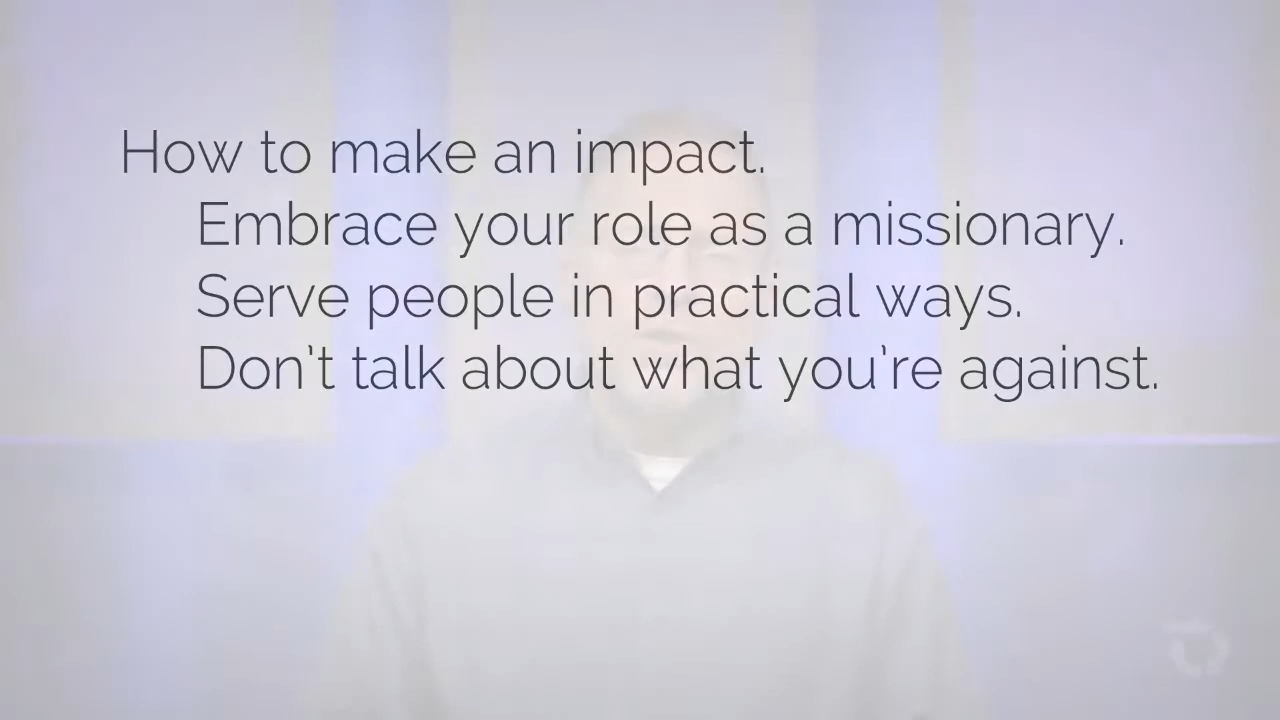 How to make an impact.
Embrace your role as a missionary.
Serve people in practical ways.
Don't talk about what you're against.